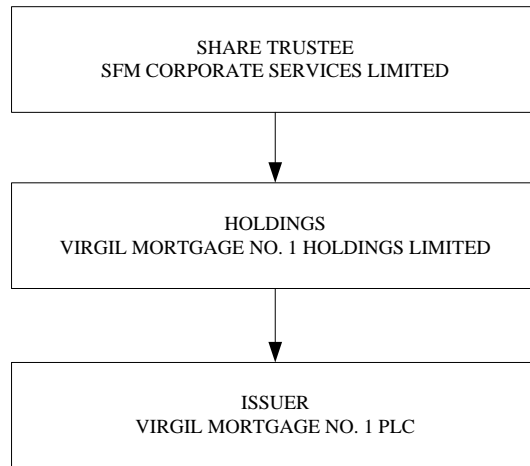 SHARE TRUSTEE
SFM CORPORATE SERVICES LIMITED
HOLDINGS
VIRGIL MORTGAGE NO. 1 HOLDINGS LIMITED
ISSUER
VIRGIL MORTGAGE NO. 1 PLC